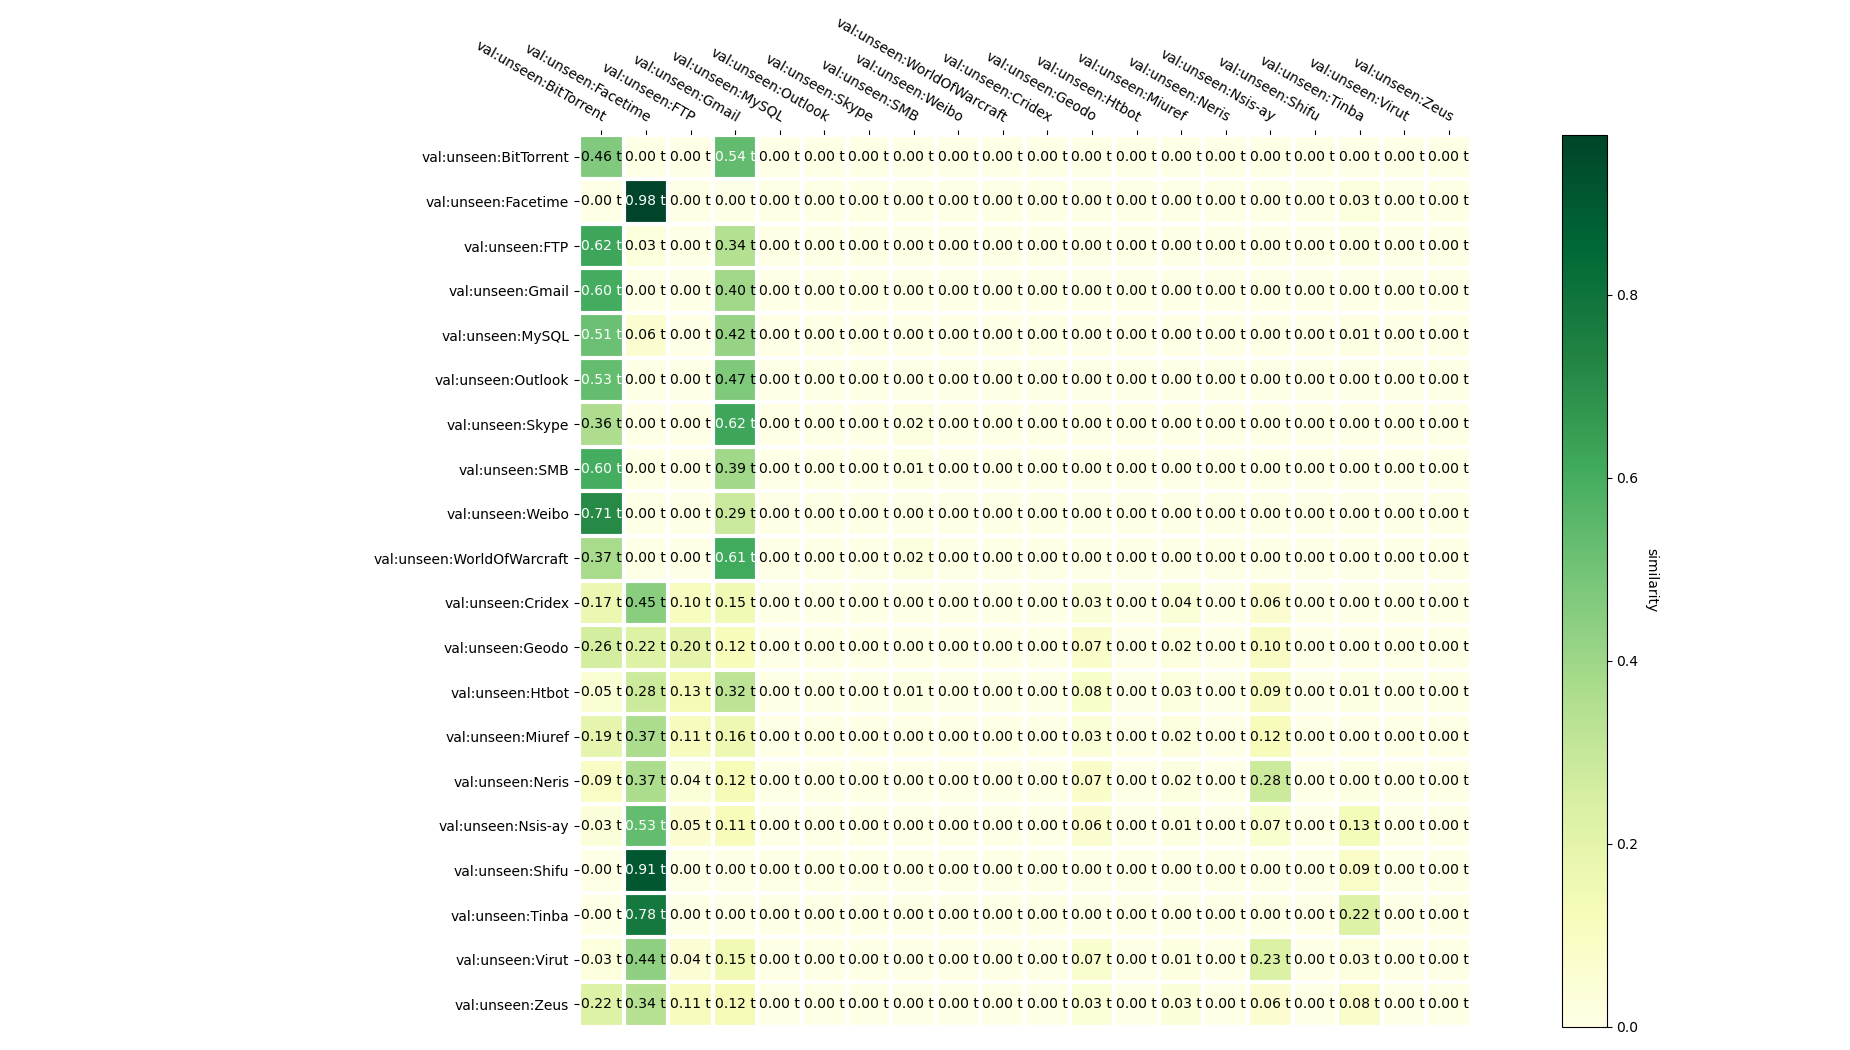 val:unseen:BitTorrent
val:unseen:Facetime
val:unseen:FTP
val:unseen:Gmail
val:unseen:MySQL
val:unseen:Outlook
val:unseen:Skype
val:unseen:SMB
val:unseen:Weibo
val:unseen:WorldOfWarcraft
val:unseen:Cridex
val:unseen:Geodo
val:unseen:Htbot
val:unseen:Miuref
val:unseen:Neris
val:unseen:Nsis-ay
val:unseen:Shifu
val:unseen:Tinba
val:unseen:Virut
val:unseen:Zeus
val:unseen:BitTorrent 0.46 t 0.00 t 0.00 t 0.54 t 0.00 t 0.00 t 0.00 t 0.00 t 0.00 t 0.00 t 0.00 t 0.00 t 0.00 t 0.00 t 0.00 t 0.00 t 0.00 t 0.00 t 0.00 t 0.00 t
val:unseen:Facetime 0.00 t 0.98 t 0.00 t 0.00 t 0.00 t 0.00 t 0.00 t 0.00 t 0.00 t 0.00 t 0.00 t 0.00 t 0.00 t 0.00 t 0.00 t 0.00 t 0.00 t 0.03 t 0.00 t 0.00 t
val:unseen:FTP 0.62 t 0.03 t 0.00 t 0.34 t 0.00 t 0.00 t 0.00 t 0.00 t 0.00 t 0.00 t 0.00 t 0.00 t 0.00 t 0.00 t 0.00 t 0.00 t 0.00 t 0.00 t 0.00 t 0.00 t
val:unseen:Gmail 0.60 t 0.00 t 0.00 t 0.40 t 0.00 t 0.00 t 0.00 t 0.00 t 0.00 t 0.00 t 0.00 t 0.00 t 0.00 t 0.00 t 0.00 t 0.00 t 0.00 t 0.00 t 0.00 t 0.00 t
val:unseen:MySQL 0.51 t 0.06 t 0.00 t 0.42 t 0.00 t 0.00 t 0.00 t 0.00 t 0.00 t 0.00 t 0.00 t 0.00 t 0.00 t 0.00 t 0.00 t 0.00 t 0.00 t 0.01 t 0.00 t 0.00 t
val:unseen:Outlook 0.53 t 0.00 t 0.00 t 0.47 t 0.00 t 0.00 t 0.00 t 0.00 t 0.00 t 0.00 t 0.00 t 0.00 t 0.00 t 0.00 t 0.00 t 0.00 t 0.00 t 0.00 t 0.00 t 0.00 t
val:unseen:Skype 0.36 t 0.00 t 0.00 t 0.62 t 0.00 t 0.00 t 0.00 t 0.02 t 0.00 t 0.00 t 0.00 t 0.00 t 0.00 t 0.00 t 0.00 t 0.00 t 0.00 t 0.00 t 0.00 t 0.00 t
val:unseen:SMB 0.60 t 0.00 t 0.00 t 0.39 t 0.00 t 0.00 t 0.00 t 0.01 t 0.00 t 0.00 t 0.00 t 0.00 t 0.00 t 0.00 t 0.00 t 0.00 t 0.00 t 0.00 t 0.00 t 0.00 t
val:unseen:Weibo 0.71 t 0.00 t 0.00 t 0.29 t 0.00 t 0.00 t 0.00 t 0.00 t 0.00 t 0.00 t 0.00 t 0.00 t 0.00 t 0.00 t 0.00 t 0.00 t 0.00 t 0.00 t 0.00 t 0.00 t
val:unseen:WorldOfWarcraft 0.37 t 0.00 t 0.00 t 0.61 t 0.00 t 0.00 t 0.00 t 0.02 t 0.00 t 0.00 t 0.00 t 0.00 t 0.00 t 0.00 t 0.00 t 0.00 t 0.00 t 0.00 t 0.00 t 0.00 t
val:unseen:Cridex 0.17 t 0.45 t 0.10 t 0.15 t 0.00 t 0.00 t 0.00 t 0.00 t 0.00 t 0.00 t 0.00 t 0.03 t 0.00 t 0.04 t 0.00 t 0.06 t 0.00 t 0.00 t 0.00 t 0.00 t
val:unseen:Geodo 0.26 t 0.22 t 0.20 t 0.12 t 0.00 t 0.00 t 0.00 t 0.00 t 0.00 t 0.00 t 0.00 t 0.07 t 0.00 t 0.02 t 0.00 t 0.10 t 0.00 t 0.00 t 0.00 t 0.00 t
val:unseen:Htbot 0.05 t 0.28 t 0.13 t 0.32 t 0.00 t 0.00 t 0.00 t 0.01 t 0.00 t 0.00 t 0.00 t 0.08 t 0.00 t 0.03 t 0.00 t 0.09 t 0.00 t 0.01 t 0.00 t 0.00 t
val:unseen:Miuref 0.19 t 0.37 t 0.11 t 0.16 t 0.00 t 0.00 t 0.00 t 0.00 t 0.00 t 0.00 t 0.00 t 0.03 t 0.00 t 0.02 t 0.00 t 0.12 t 0.00 t 0.00 t 0.00 t 0.00 t
val:unseen:Neris 0.09 t 0.37 t 0.04 t 0.12 t 0.00 t 0.00 t 0.00 t 0.00 t 0.00 t 0.00 t 0.00 t 0.07 t 0.00 t 0.02 t 0.00 t 0.28 t 0.00 t 0.00 t 0.00 t 0.00 t
val:unseen:Nsis-ay 0.03 t 0.53 t 0.05 t 0.11 t 0.00 t 0.00 t 0.00 t 0.00 t 0.00 t 0.00 t 0.00 t 0.06 t 0.00 t 0.01 t 0.00 t 0.07 t 0.00 t 0.13 t 0.00 t 0.00 t
val:unseen:Shifu 0.00 t 0.91 t 0.00 t 0.00 t 0.00 t 0.00 t 0.00 t 0.00 t 0.00 t 0.00 t 0.00 t 0.00 t 0.00 t 0.00 t 0.00 t 0.00 t 0.00 t 0.09 t 0.00 t 0.00 t
val:unseen:Tinba 0.00 t 0.78 t 0.00 t 0.00 t 0.00 t 0.00 t 0.00 t 0.00 t 0.00 t 0.00 t 0.00 t 0.00 t 0.00 t 0.00 t 0.00 t 0.00 t 0.00 t 0.22 t 0.00 t 0.00 t
val:unseen:Virut 0.03 t 0.44 t 0.04 t 0.15 t 0.00 t 0.00 t 0.00 t 0.00 t 0.00 t 0.00 t 0.00 t 0.07 t 0.00 t 0.01 t 0.00 t 0.23 t 0.00 t 0.03 t 0.00 t 0.00 t
val:unseen:Zeus 0.22 t 0.34 t 0.11 t 0.12 t 0.00 t 0.00 t 0.00 t 0.00 t 0.00 t 0.00 t 0.00 t 0.03 t 0.00 t 0.03 t 0.00 t 0.06 t 0.00 t 0.08 t 0.00 t 0.00 t
0.8
0.6
0.4
0.2
0.0
similarity